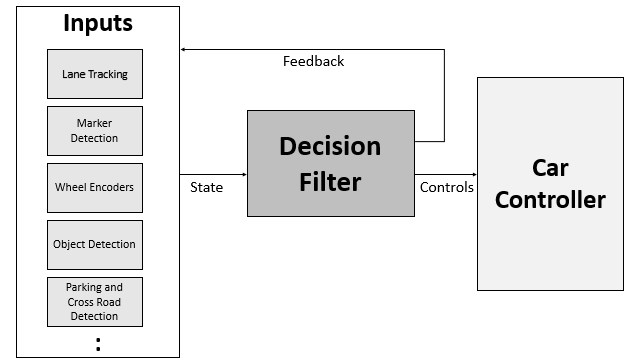 Inputs
Lane Tracking
Marker
Detection
Wheel Encoders
Object Detection
Parking and
Cross Road
Detection
:
Feedback
State
Decision
Filter
Controls
Car
Controller